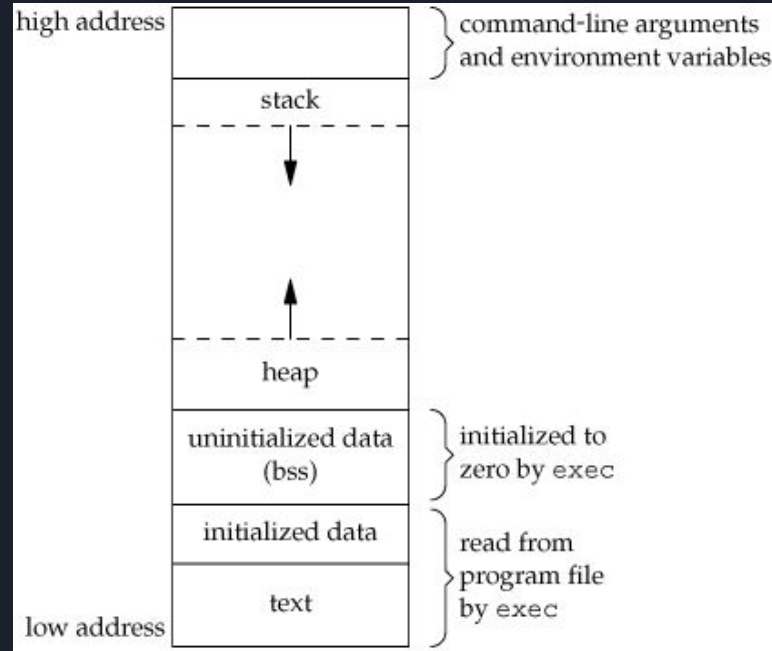 high address
command-line arguments
and environment variables
stack
heap
uninitialized data
(bss)
initialized to
zero by exec
initialized data
read from
program file
by exec
text
low address